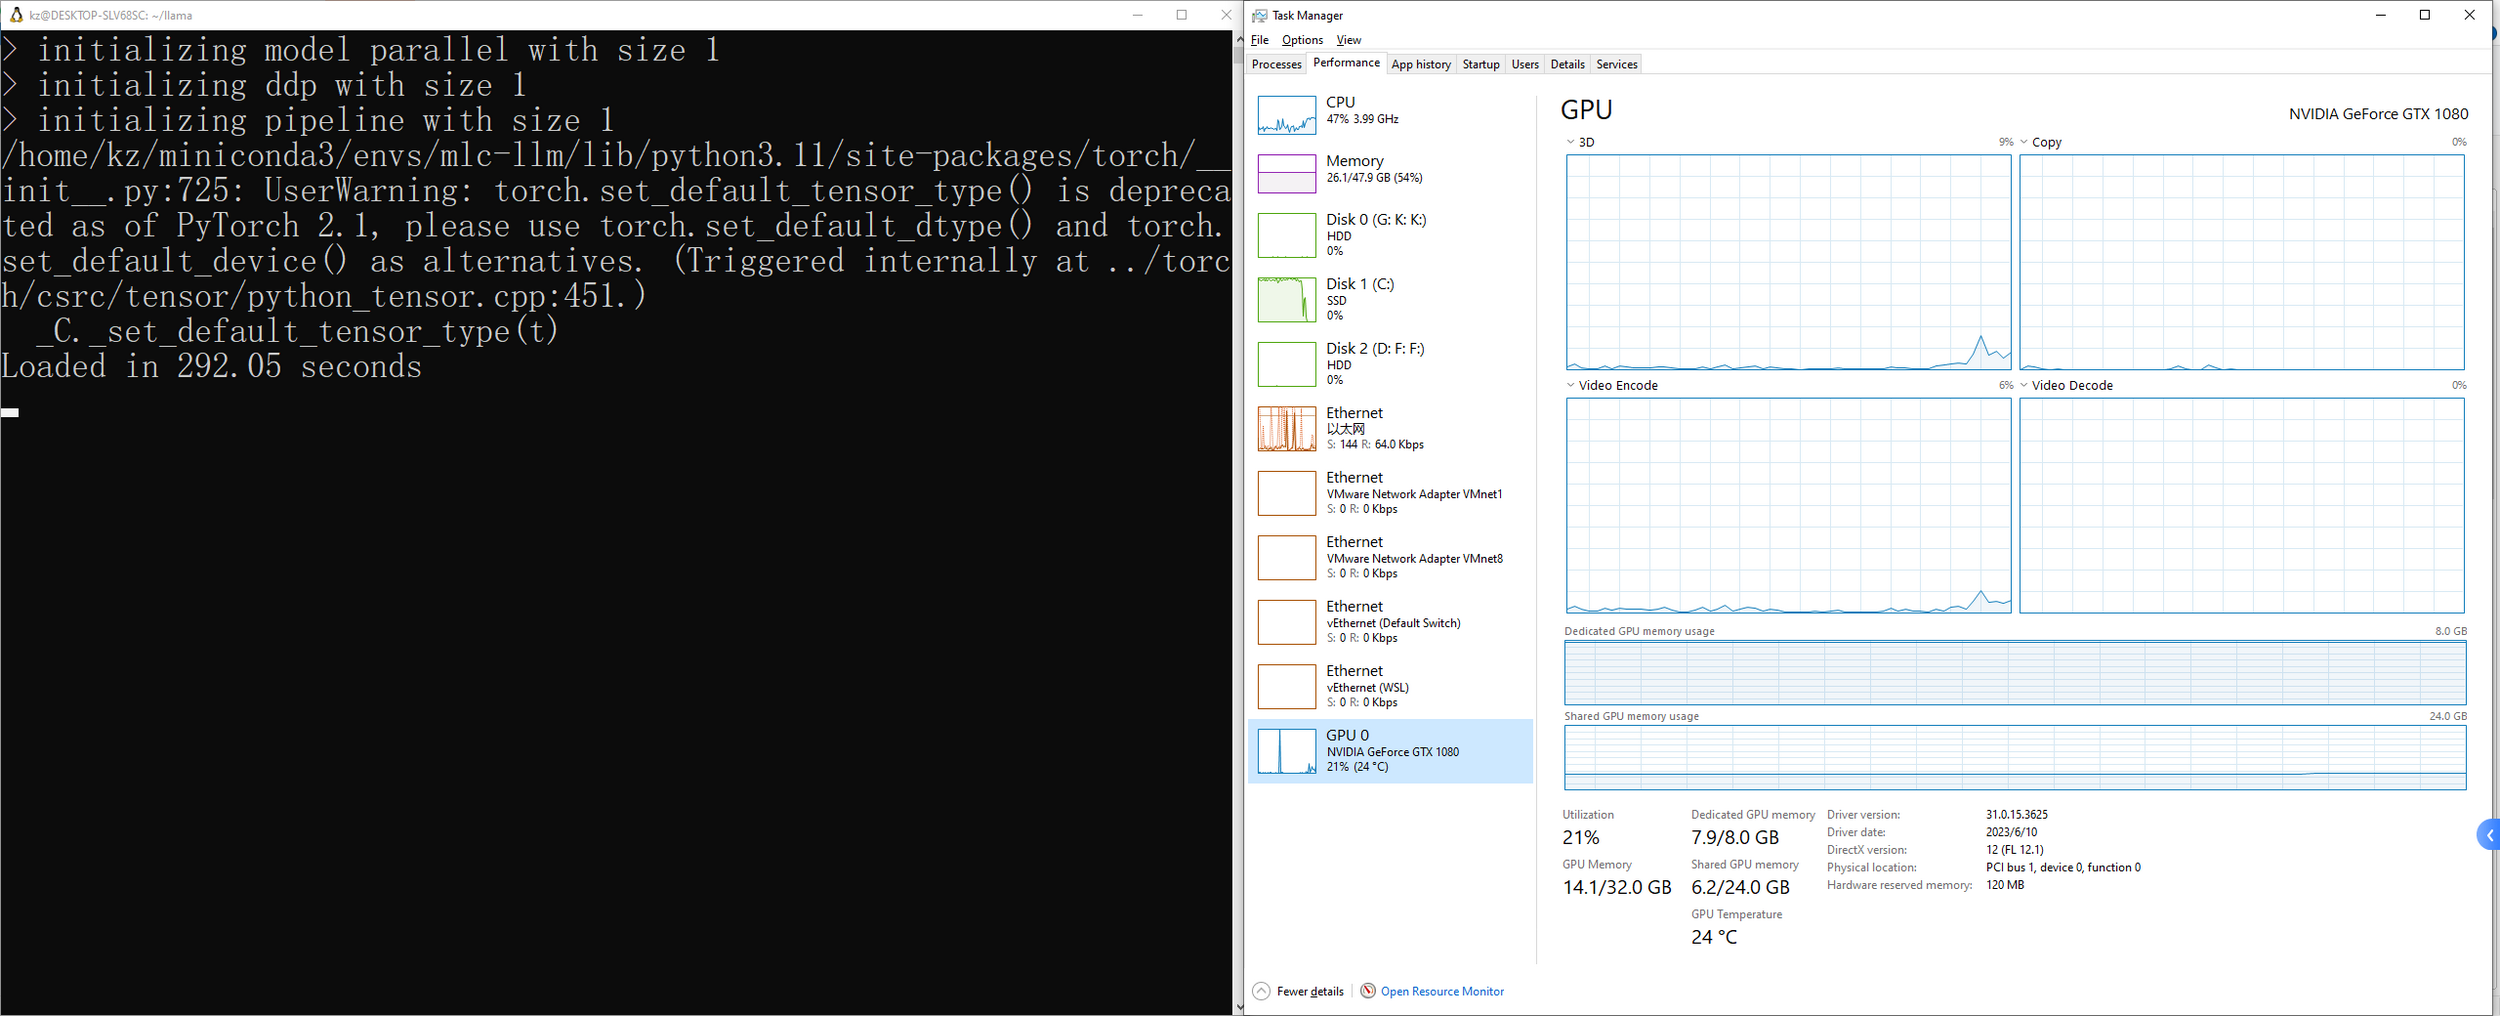 kz@DESKTOP-SLV68SC: ~/llama
> initializing model parallel with size 1
> initializing ddp with size 1
> initializing pipeline with size 1
/home/kz/miniconda3/envs/mlc-llm/lib/python3.11/site-packages/torch/__
init__.py:725: UserWarning: torch.set_default_tensor_type() is depreca
ted as of PyTorch 2.1, please use torch.set_default_dtype() and torch.
set_default_device() as alternatives. (Triggered internally at ../torc
h/csrc/tensor/python_tensor.cpp:451.)
  _C._set_default_tensor_type(t)
Loaded in 292.05 seconds
Task Manager
File Options View
Processes Performance App history Startup Users Details Services
CPU
47% 3.99 GHz
Memory
26.1/47.9 GB (54%)
Disk 0 (G: K: K:)
HDD
0%
Disk 1 (C:)
SSD
0%
Disk 2 (D: F: F:)
HDD
0%
Ethernet
以太网
S: 144 R: 64.0 Kbps
Ethernet
VMware Network Adapter VMnet1
S: 0 R: 0 Kbps
Ethernet
VMware Network Adapter VMnet8
S: 0 R: 0 Kbps
Ethernet
vEthernet (Default Switch)
S: 0 R: 0 Kbps
Ethernet
vEthernet (WSL)
S: 0 R: 0 Kbps
GPU 0
NVIDIA GeForce GTX 1080
21% (24 °C)
GPU NVIDIA GeForce GTX 1080
3D 9% Copy 0%
Video Encode 6% Video Decode 0%
Dedicated GPU memory usage 8.0 GB
Shared GPU memory usage 24.0 GB
Utilization
21%
GPU Memory
14.1/32.0 GB
Dedicated GPU memory
7.9/8.0 GB
Shared GPU memory
6.2/24.0 GB
GPU Temperature
24 °C
Driver version: 31.0.15.3625
Driver date: 2023/6/10
DirectX version: 12 (FL 12.1)
Physical location: PCI bus 1, device 0, function 0
Hardware reserved memory: 120 MB
Fewer details Open Resource Monitor